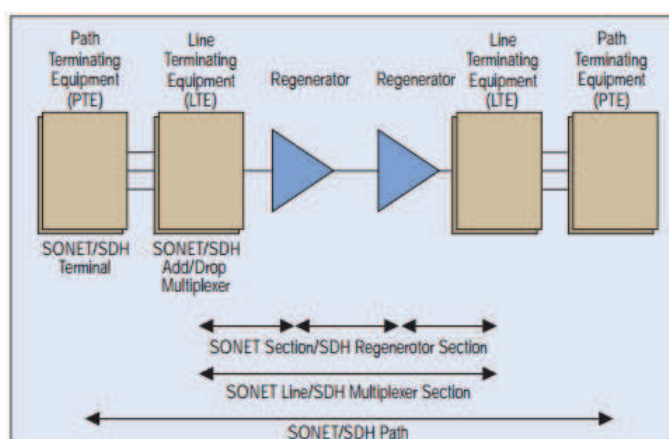 Path
Terminating
Equipment
(PTE)
Line
Terminating
Equipment
(LTE)
Regenerator
Regenerator
Line
Terminating
Equipment
(LTE)
Path
Terminating
Equipment
(PTE)
SONET/SDH
Terminal
SONET/SDH
Add/Drop
Multiplexer
SONET Section/SDH Regenerotor Section
SONET Line/SDH Multiplexer Section
SONET/SDH Path